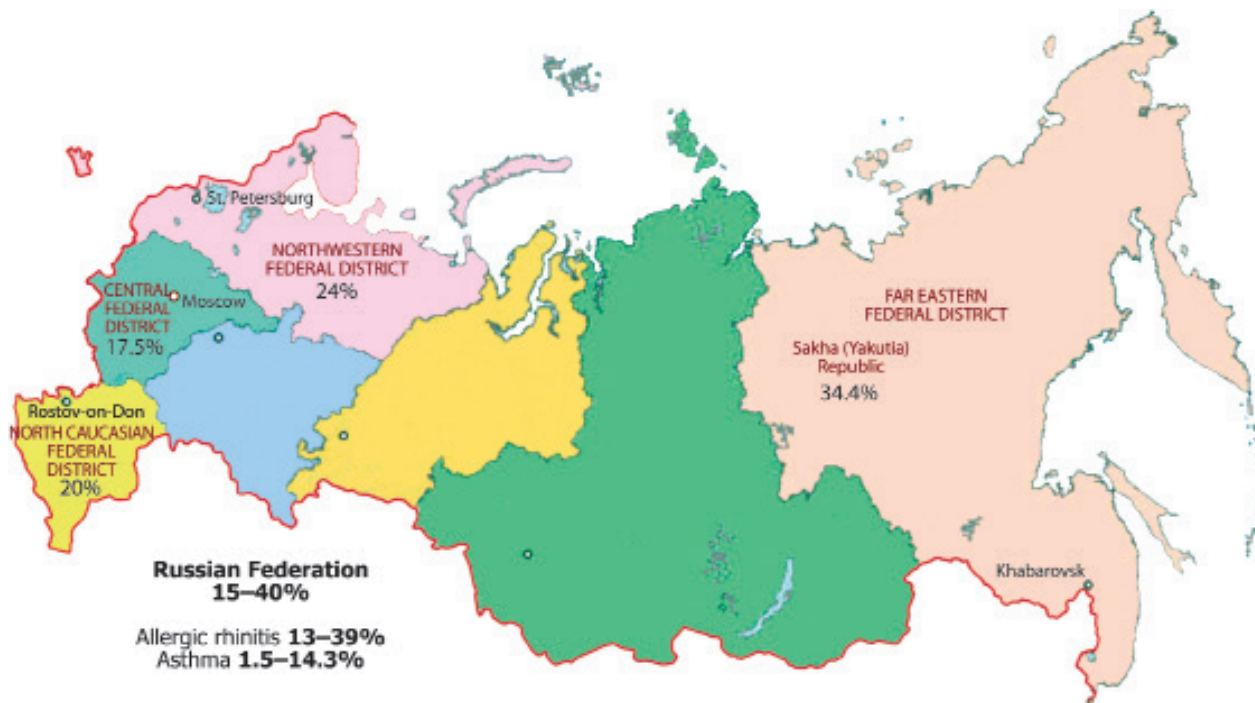 St. Petersburg
NORTHWESTERN
FEDERAL DISTRICT
24%
CENTRAL
FEDERAL
DISTRICT
17.5%
Moscow
Rostov-on-Don
NORTH CAUCASIAN
FEDERAL
DISTRICT
20%
FAR EASTERN
FEDERAL DISTRICT
Sakha (Yakutia)
Republic
34.4%
Khabarovsk
Russian Federation
15–40%
Allergic rhinitis 13–39%
Asthma 1.5–14.3%